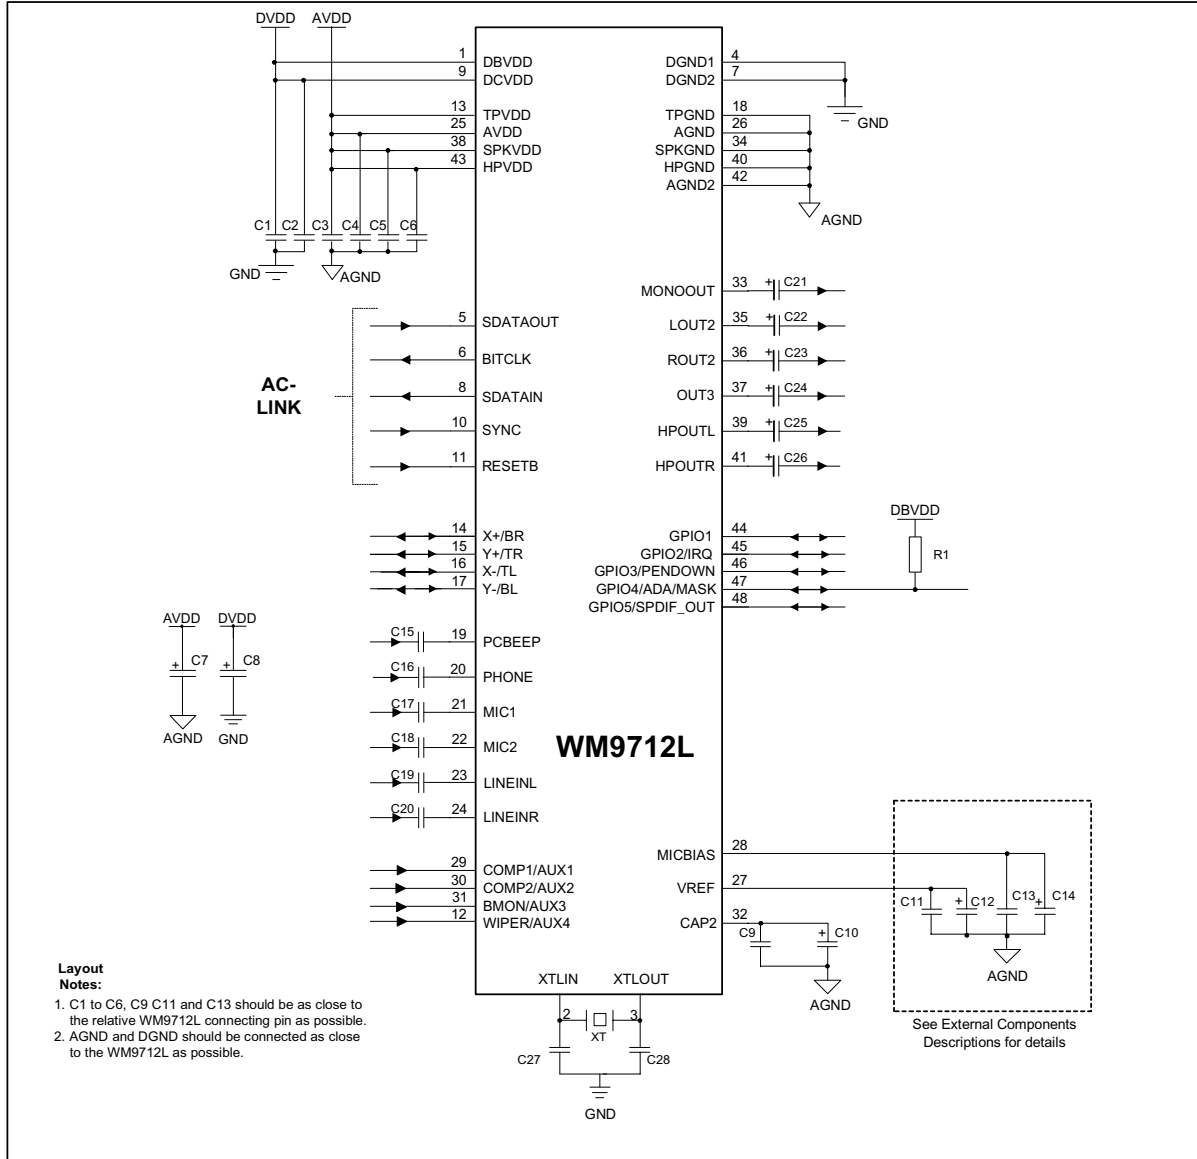 DVDD AVDD
1 DBVDD DGND1 4
9 DCVDD DGND2 7
13 TPVDD TPGND 18
GND
25 AVDD AGND 26
38 SPKVDD SPKGND 34
43 HPVDD HPGND 40
AGND2 42
AGND
C1 C2 C3 C4 C5 C6
GND AGND
MONOOUT 33 + C21
5 SDATAOUT LOUT2 35 + C22
6 BITCLK ROUT2 36 + C23
AC-
LINK
8 SDATAIN OUT3 37 + C24
10 SYNC HPOUTL 39 + C25
11 RESETB HPOUTR 41 + C26
DBVDD
R1
14 X+/BR GPIO1 44
15 Y+/TR GPIO2/IRQ 45
16 X-/TL GPIO3/PENDOWN 46
17 Y-/BL GPIO4/ADA/MASK 47
GPIO5/SPDIF_OUT 48
AVDD DVDD
+ C7 + C8
AGND GND
C15 19 PCBEEP
C16 20 PHONE
C17 21 MIC1
C18 22 MIC2
WM9712L
C19 23 LINEINL
C20 24 LINEINR
MICBIAS 28
29 COMP1/AUX1
30 COMP2/AUX2
VREF 27
31 BMON/AUX3
12 WIPER/AUX4
CAP2 32
C11 + C12 C13 + C14
AGND
C9 + C10
AGND
See External Components
Descriptions for details
XTLIN XTLOUT
2 3
XT
C27 C28
GND
Layout
Notes:
1. C1 to C6, C9 C11 and C13 should be as close to
the relative WM9712L connecting pin as possible.
2. AGND and DGND should be connected as close
to the WM9712L as possible.